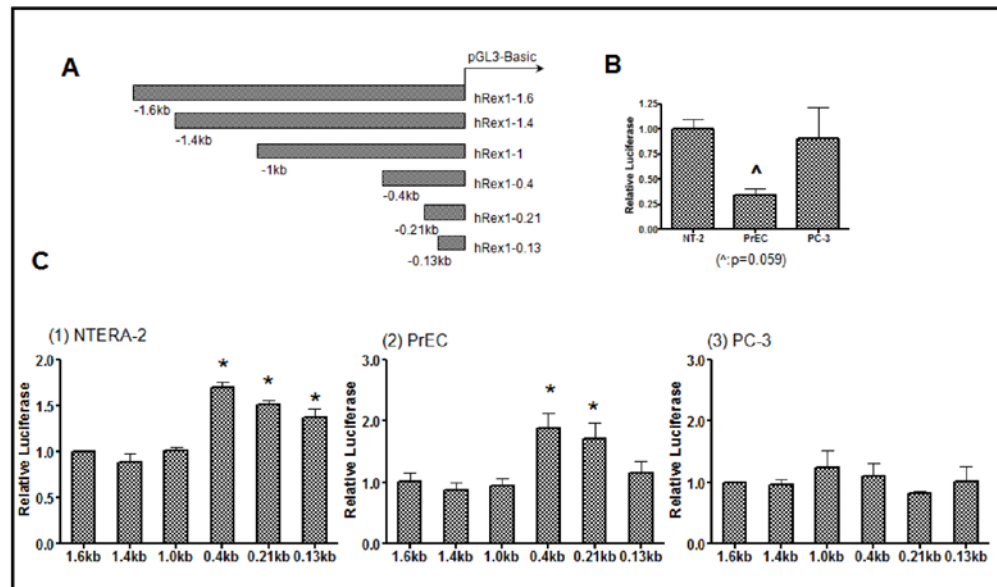 A
pGL3-Basic
hRex1-1.6
-1.6kb
hRex1-1.4
-1.4kb
hRex1-1
-1kb
hRex1-0.4
-0.4kb
hRex1-0.21
-0.21kb
hRex1-0.13
-0.13kb
B
Relative Luciferase
1.25
1.00
0.75
0.50
0.25
0.00
^
NT-2 PrEC PC-3
(^:p=0.059)
C
(1) NTERA-2
Relative Luciferase
2.0
1.5
1.0
0.5
0.0
* * *
1.6kb 1.4kb 1.0kb 0.4kb 0.21kb 0.13kb
(2) PrEC
Relative Luciferase
3.0
2.0
1.0
0.0
* *
1.6kb 1.4kb 1.0kb 0.4kb 0.21kb 0.13kb
(3) PC-3
Relative Luciferase
3.0
2.0
1.0
0.0
1.6kb 1.4kb 1.0kb 0.4kb 0.21kb 0.13kb